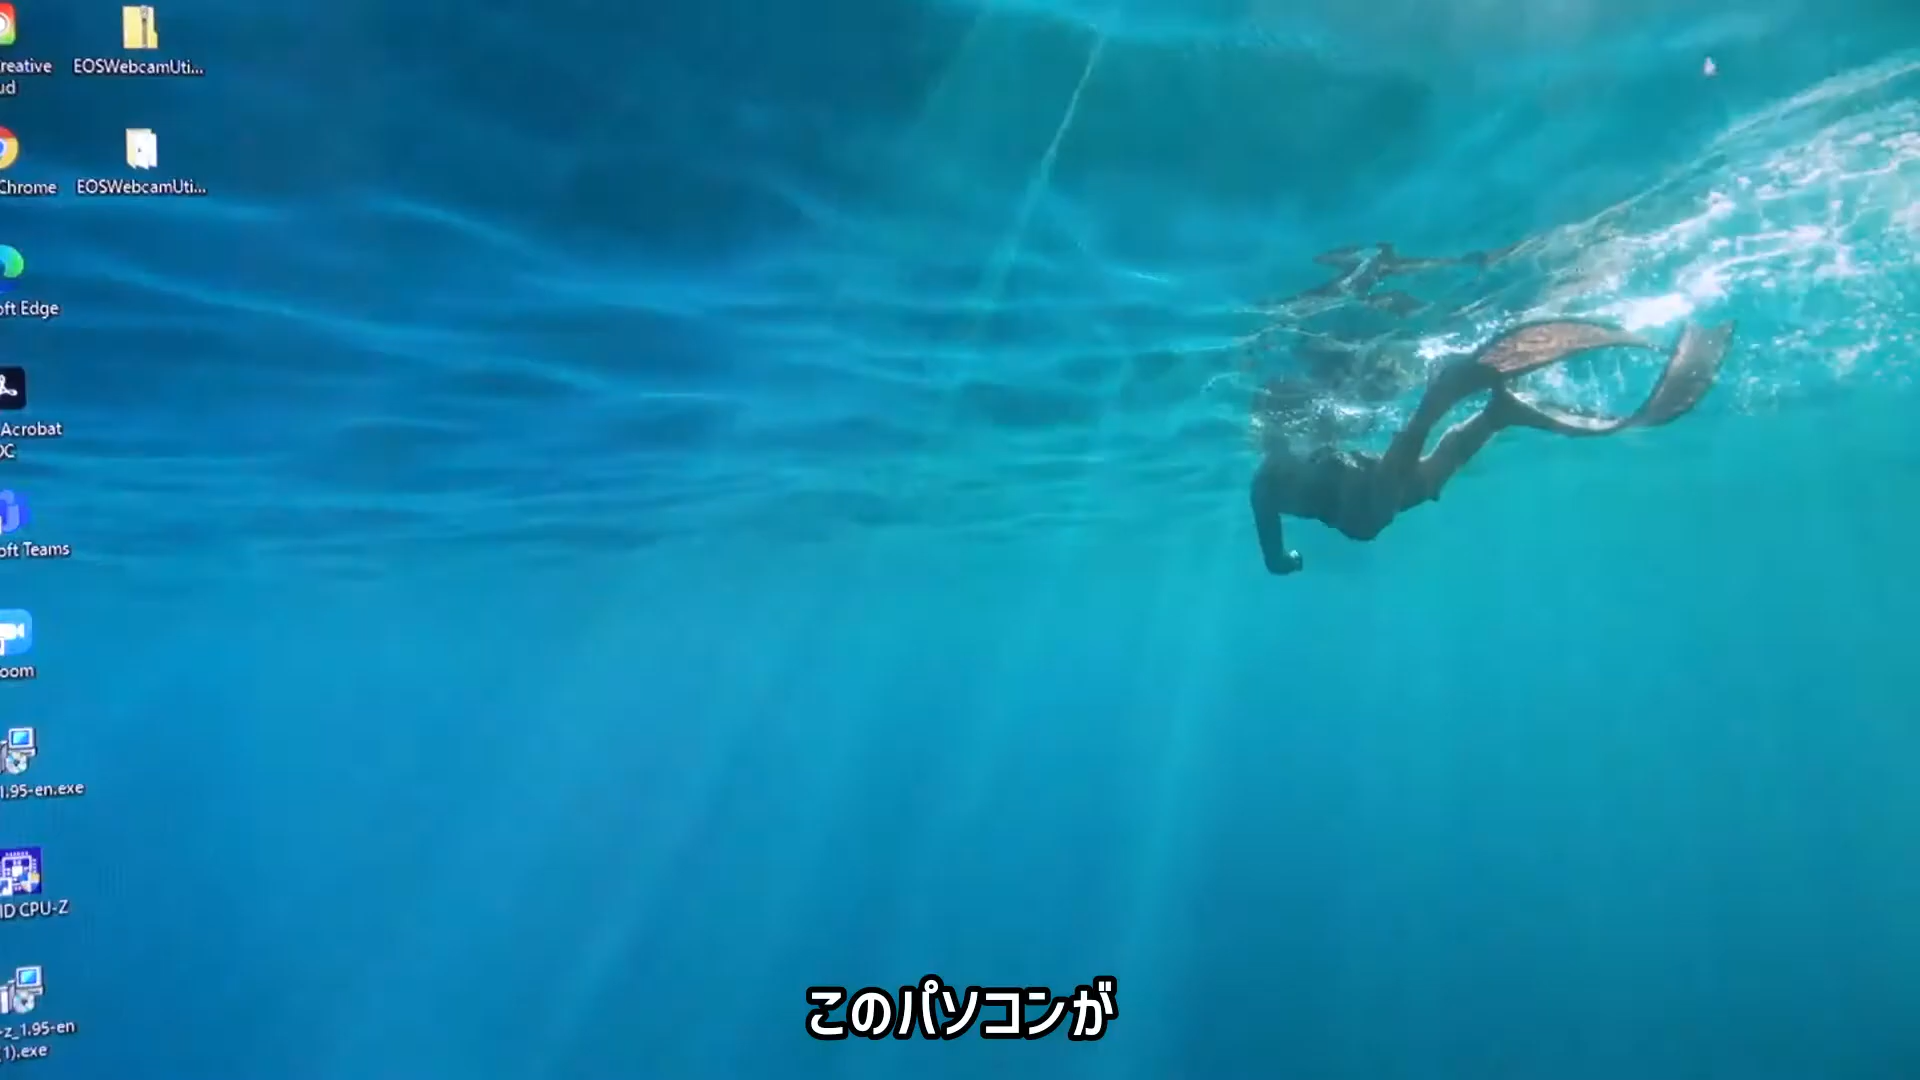 reative
ud
EOSWebcamUti...
Chrome
EOSWebcamUti...
oft Edge
Acrobat
DC
oft Teams
oom
1.95-en.exe
ID CPU-Z
-z_1.95-en
(1).exe
このパソコンが